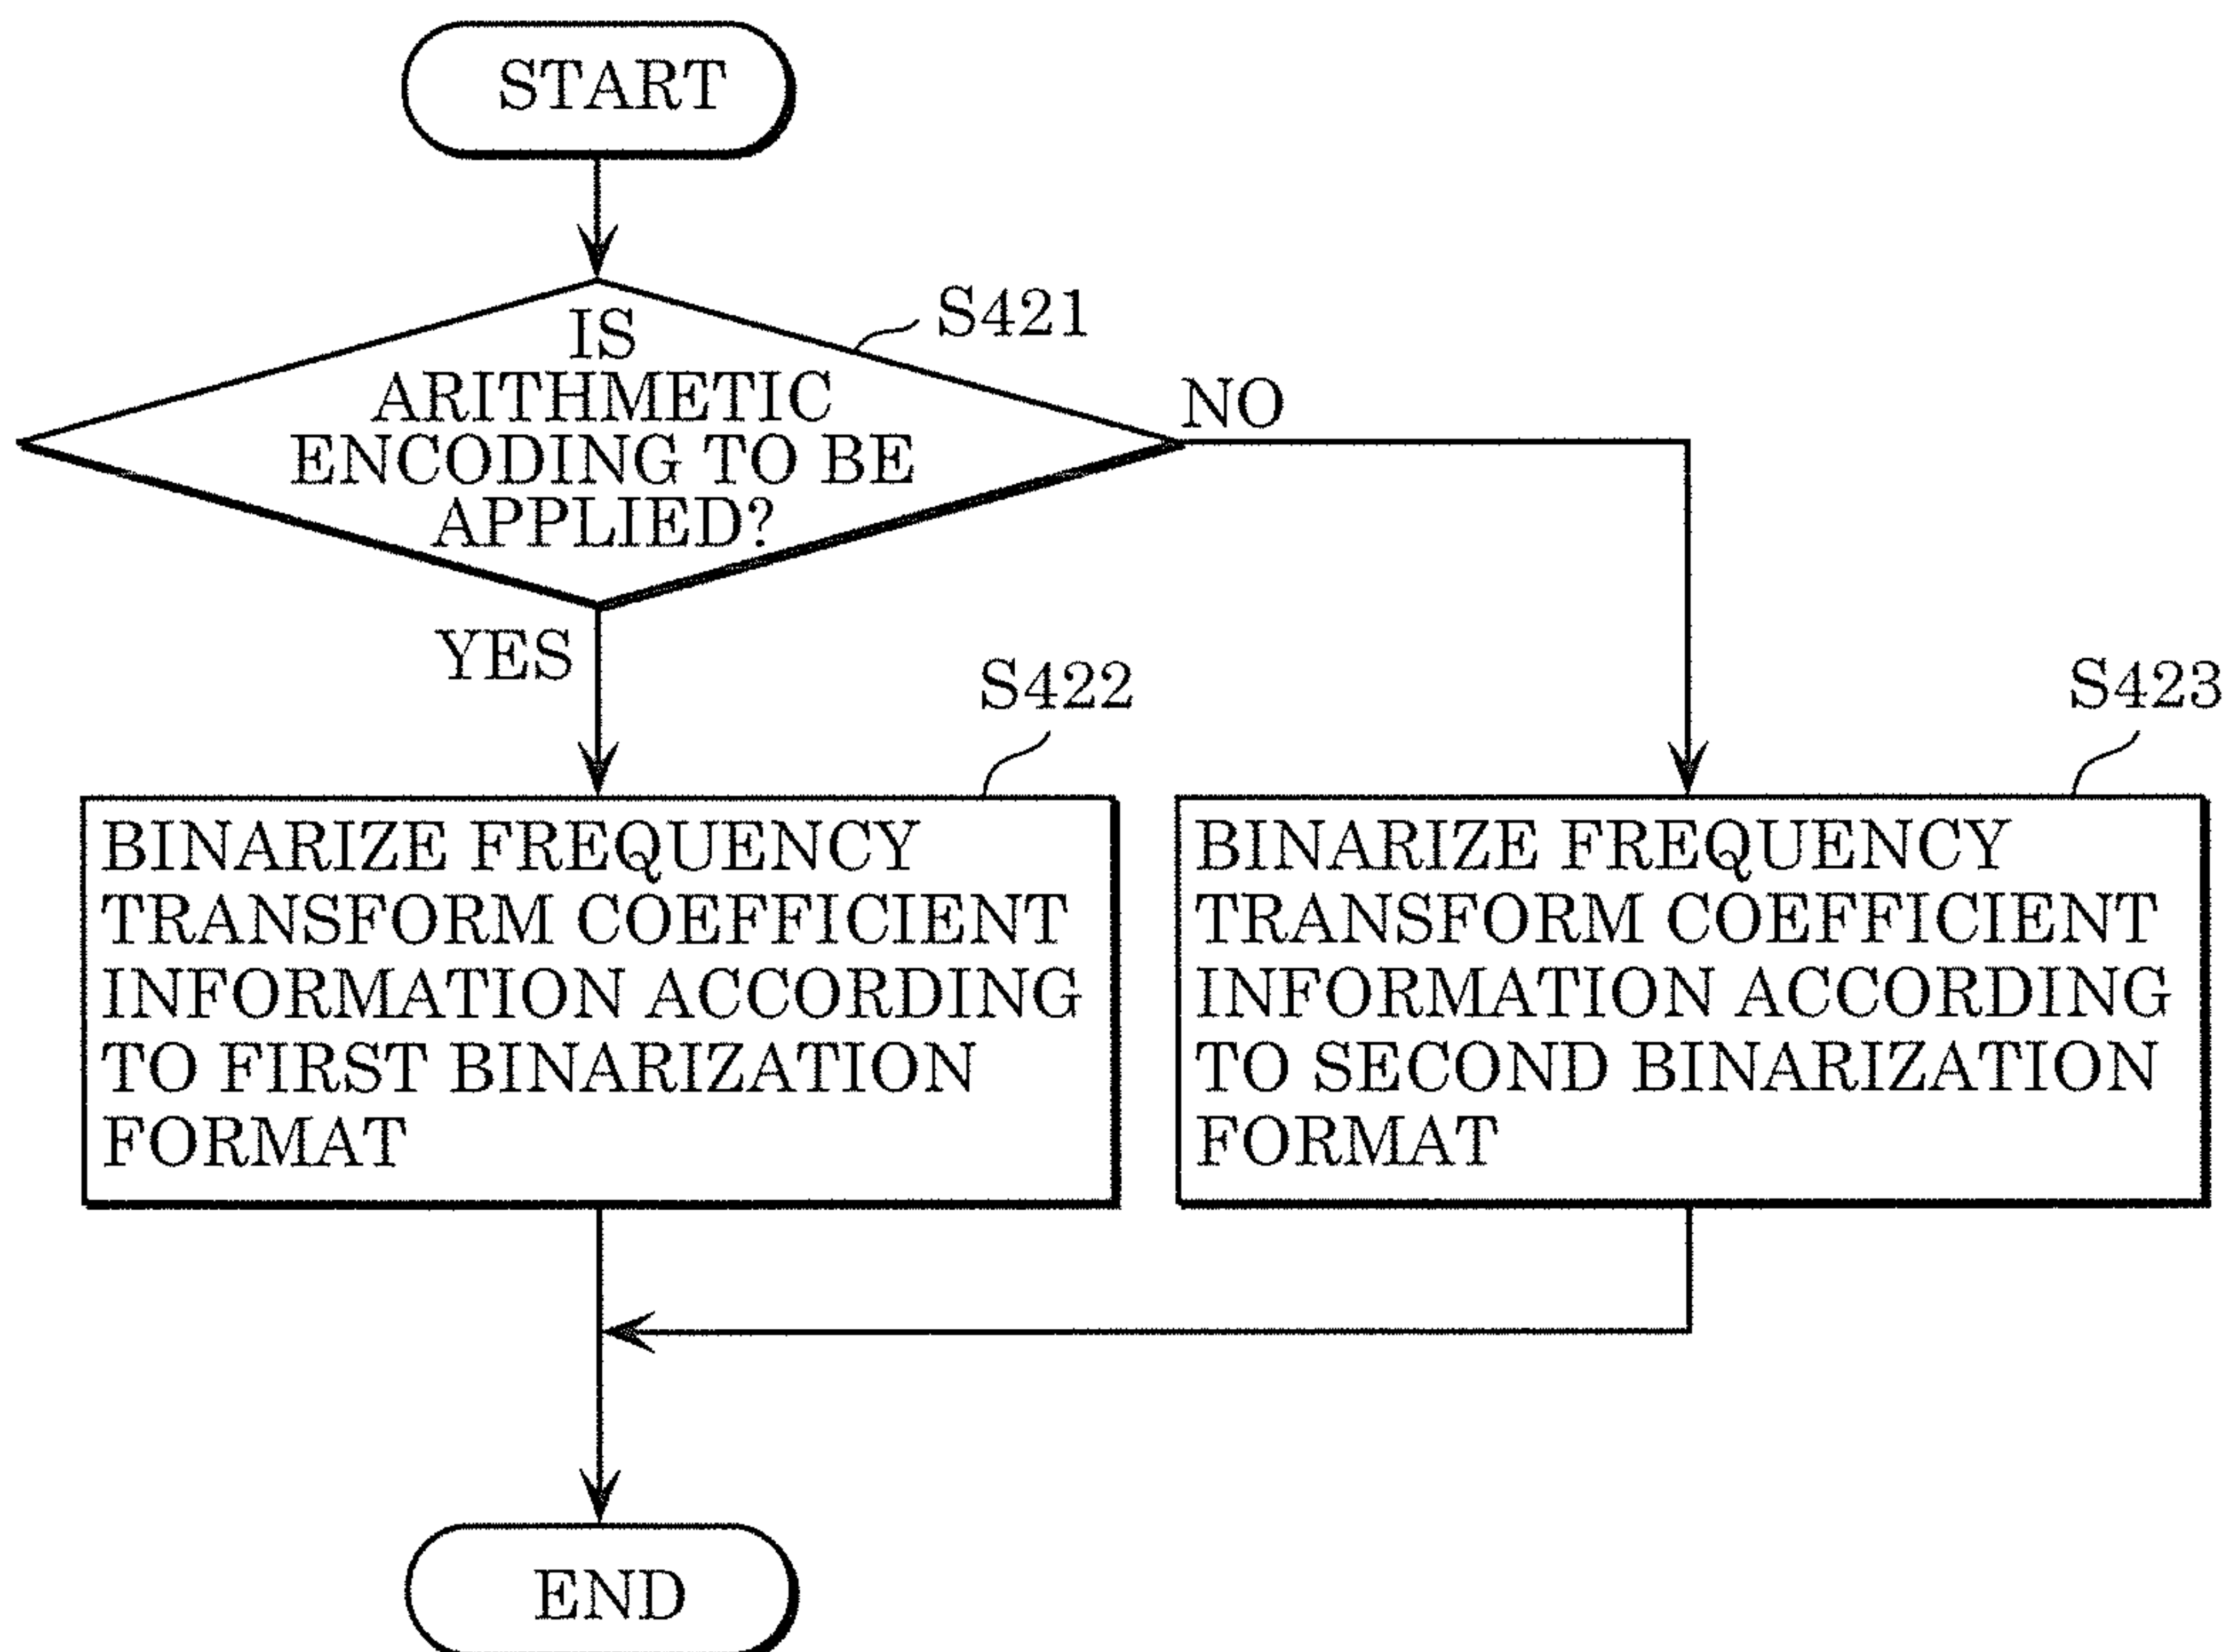 START
S421
IS
ARITHMETIC
ENCODING TO BE
APPLIED?
NO
YES
S422
BINARIZE FREQUENCY
TRANSFORM COEFFICIENT
INFORMATION ACCORDING
TO FIRST BINARIZATION
FORMAT
S423
BINARIZE FREQUENCY
TRANSFORM COEFFICIENT
INFORMATION ACCORDING
TO SECOND BINARIZATION
FORMAT
END